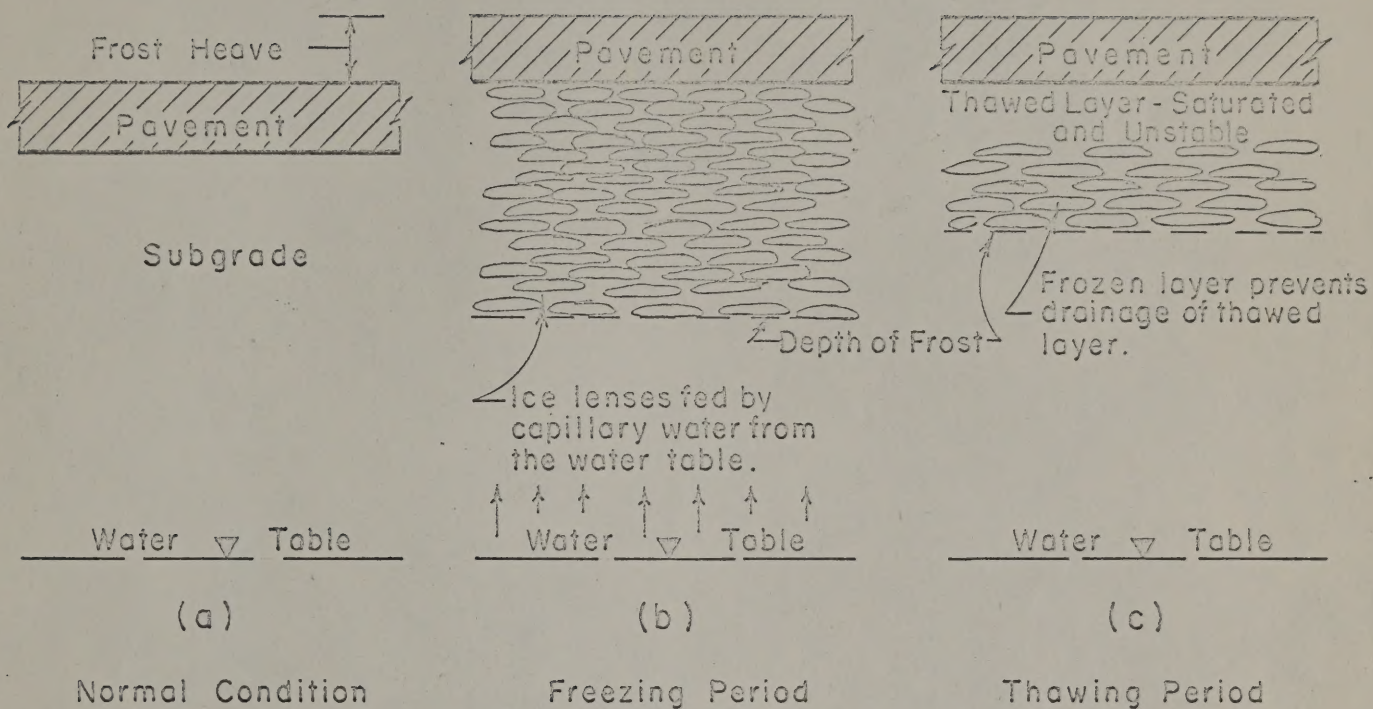 Frost Heave
Pavement
Subgrade
Water Table
(a)
Normal Condition
Pavement
Depth of Frost
Ice lenses fed by
capillary water from
the water table.
Water Table
(b)
Freezing Period
Pavement
Thawed Layer - Saturated
and Unstable
Frozen layer prevents
drainage of thawed
layer.
Water Table
(c)
Thawing Period